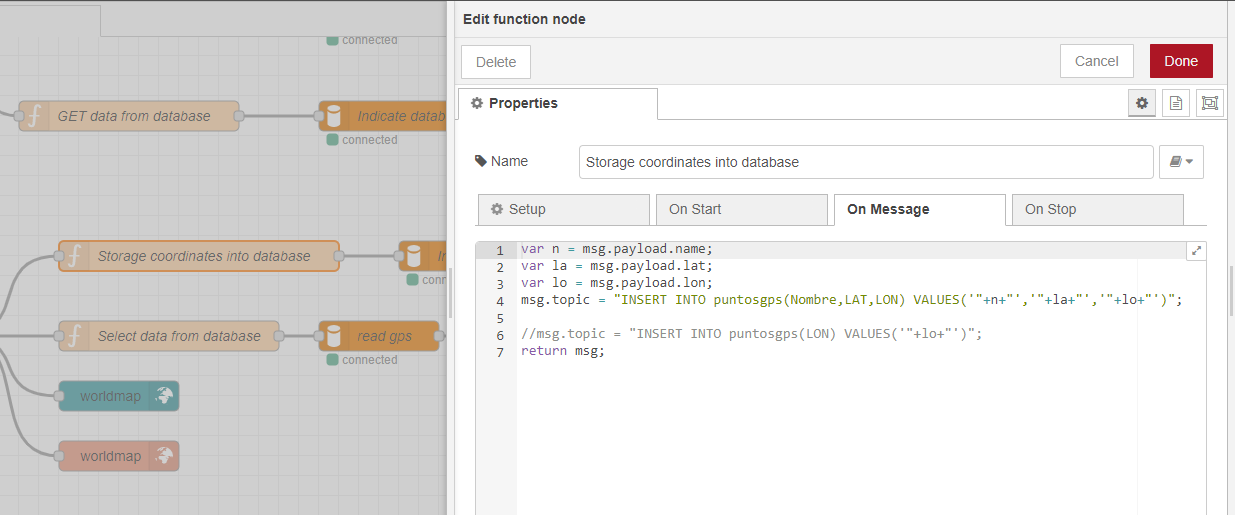 Edit function node
Delete
Cancel
Done
Properties
Name
Storage coordinates into database
Setup
On Start
On Message
On Stop
1 var n = msg.payload.name;
2 var la = msg.payload.lat;
3 var lo = msg.payload.lon;
4 msg.topic = "INSERT INTO puntosgps(Nombre,LAT,LON) VALUES('"+n+"','"+la+"','"+lo+"')";
5
6 //msg.topic = "INSERT INTO puntosgps(LON) VALUES('"+lo+"')";
7 return msg;
connected
GET data from database
Indicate datab
connected
Storage coordinates into database
conn
Select data from database
read gps
connected
worldmap
worldmap